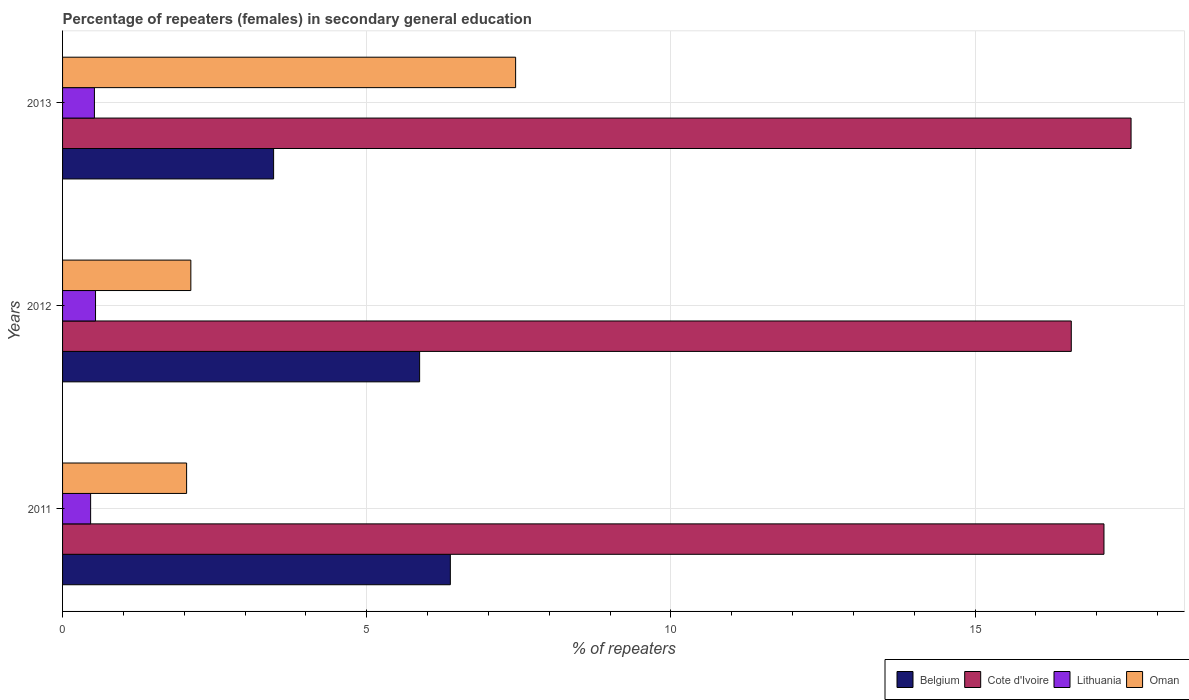 Percentage of repeaters (females) in secondary general education
Years
2013
2012
2011
0
5
10
15
% of repeaters
Belgium
Cote d'Ivoire
Lithuania
Oman